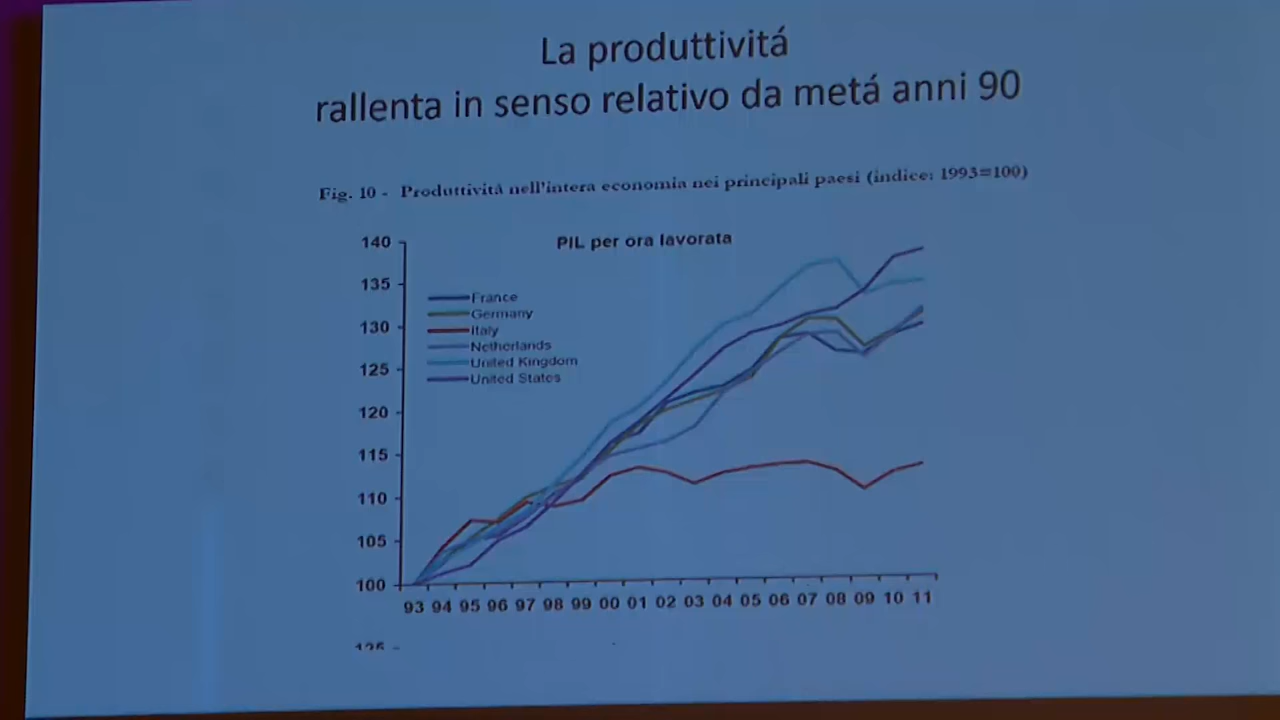 La produttivitá
rallenta in senso relativo da metá anni 90
Fig. 10 - Produttività nell'intera economia nei principali paesi (indice: 1993=100)
PIL per ora lavorata
140
135
130
125
120
115
110
105
100
France
Germany
Italy
Netherlands
United Kingdom
United States
93 94 95 96 97 98 99 00 01 02 03 04 05 06 07 08 09 10 11